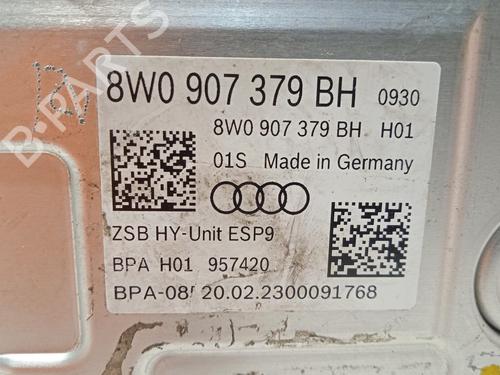 8W0 907 379 BH 0930
8W0 907 379 BH H01
01S Made in Germany
ZSB HY-Unit ESP9
BPA H01 957420
BPA-085 20.02.2300091768
B-PARTS